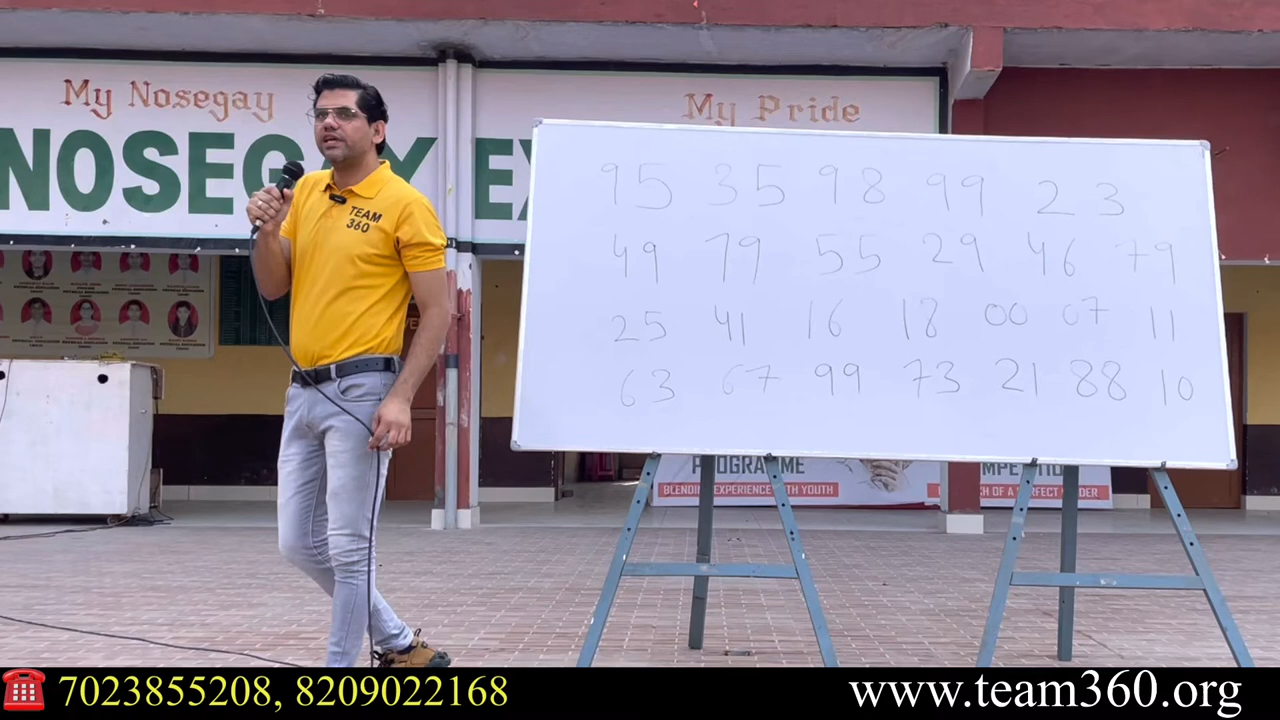 My Nosegay
My Pride
NOSEGAY EX
TEAM
360
95 35 98 99 23
49 79 55 29 46 79
25 41 16 18 00 07 11
63 67 99 73 21 88 10
BLENDING EXPERIENCE WITH YOUTH
7023855208, 8209022168
www.team360.org